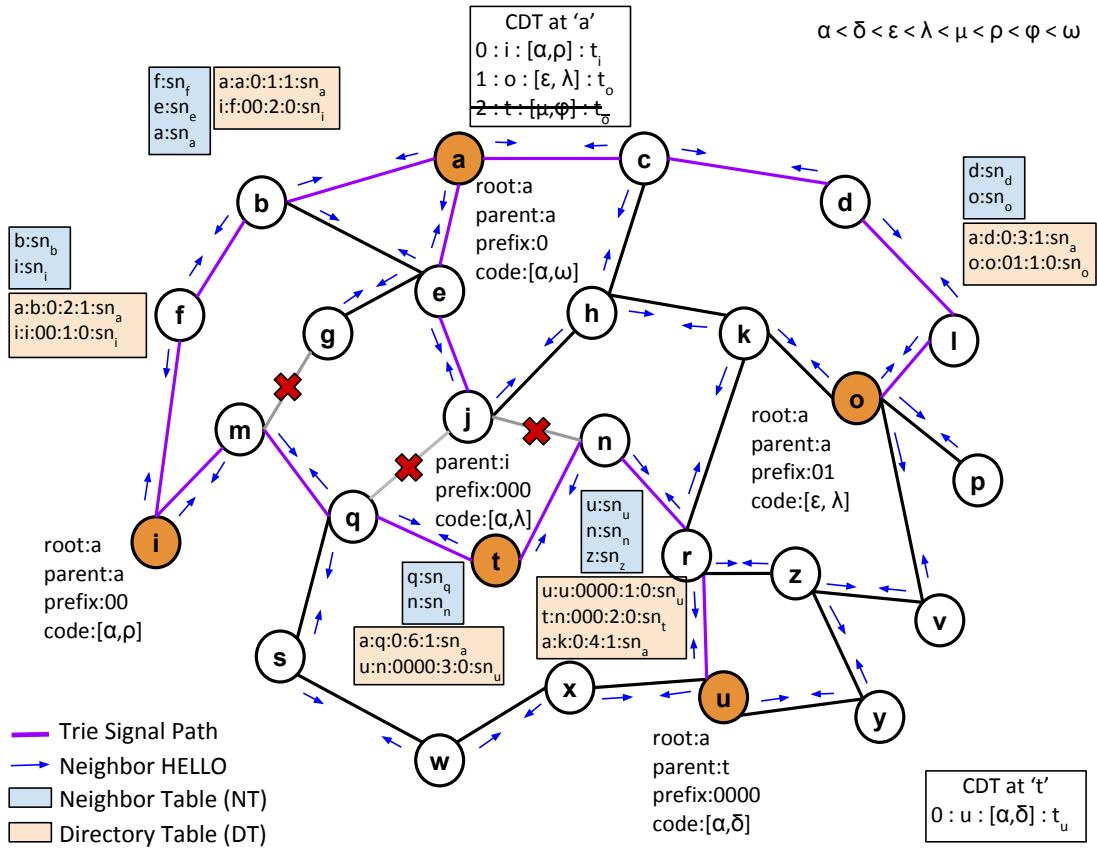 CDT at ‘a’
0 : i : [α,ρ] : t_i
1 : o : [ε, λ] : t_o
2 : t : [μ,φ] : t_o
α < δ < ε < λ < μ < ρ < φ < ω
f:sn_f
e:sn_e
a:sn_a
a:a:0:1:1:sn_a
i:f:00:2:0:sn_i
a
c
root:a
parent:a
prefix:0
code:[α,ω]
d:sn_d
o:sn_o
a:d:0:3:1:sn_a
o:o:01:1:0:sn_o
b
d
b:sn_b
i:sn_i
a:b:0:2:1:sn_a
i:i:00:1:0:sn_i
f
g
e
h
k
l
m
j
n
o
p
parent:i
prefix:000
code:[α,λ]
root:a
parent:a
prefix:01
code:[ε, λ]
i
q
t
r
z
v
root:a
parent:a
prefix:00
code:[α,ρ]
u:sn_u
n:sn_n
z:sn_z
q:sn_q
n:sn_n
u:u:0000:1:0:sn_u
t:n:000:2:0:sn_t
a:k:0:4:1:sn_a
a:q:0:6:1:sn_a
u:n:0000:3:0:sn_u
s
x
u
y
w
root:a
parent:t
prefix:0000
code:[α,δ]
Trie Signal Path
Neighbor HELLO
Neighbor Table (NT)
Directory Table (DT)
CDT at ‘t’
0 : u : [α,δ] : t_u